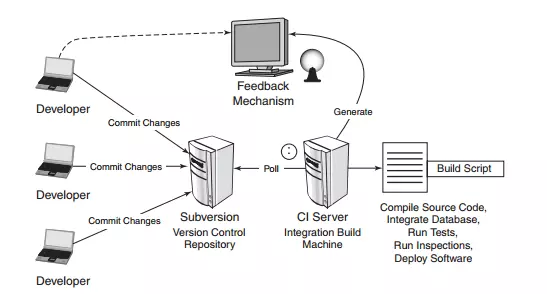 Feedback
Mechanism
Developer
Commit Changes
Generate
Commit Changes
Poll
Build Script
Developer
Commit Changes
Subversion
Version Control
Repository
CI Server
Integration Build
Machine
Compile Source Code,
Integrate Database,
Run Tests,
Run Inspections,
Deploy Software
Developer